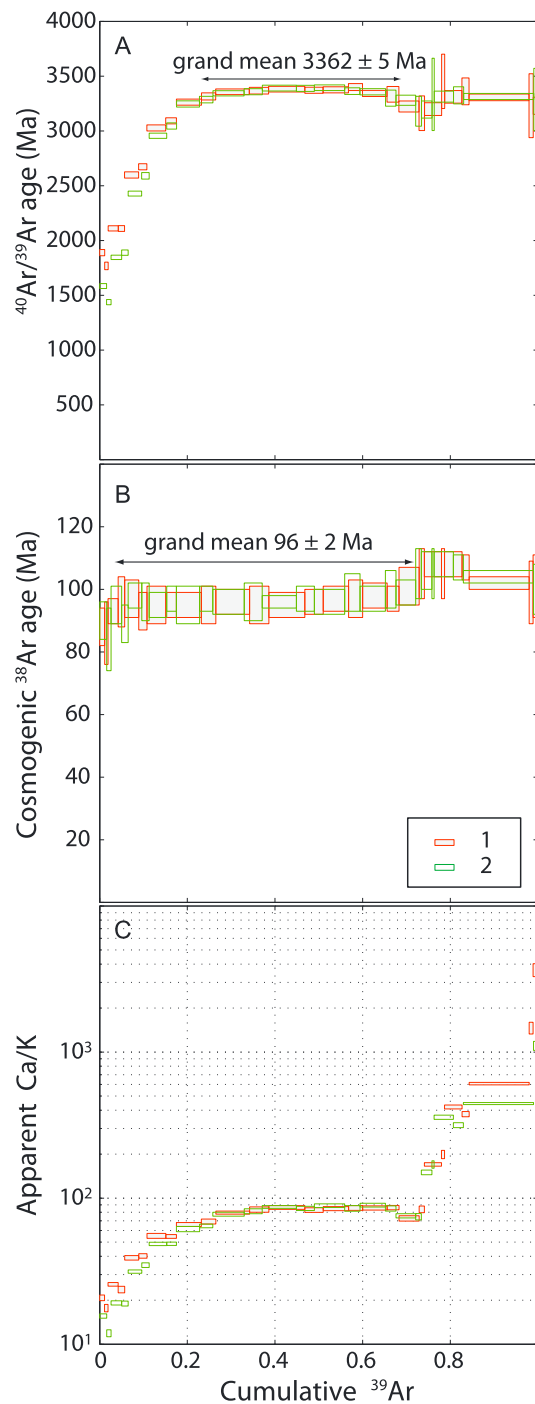 A
grand mean 3362 ± 5 Ma
4000
3500
3000
2500
2000
1500
1000
500
⁴⁰Ar/³⁹Ar age (Ma)
B
grand mean 96 ± 2 Ma
120
100
80
60
40
20
Cosmogenic ³⁸Ar age (Ma)
1
2
C
10³
10²
10¹
Apparent Ca/K
0 0.2 0.4 0.6 0.8
Cumulative ³⁹Ar